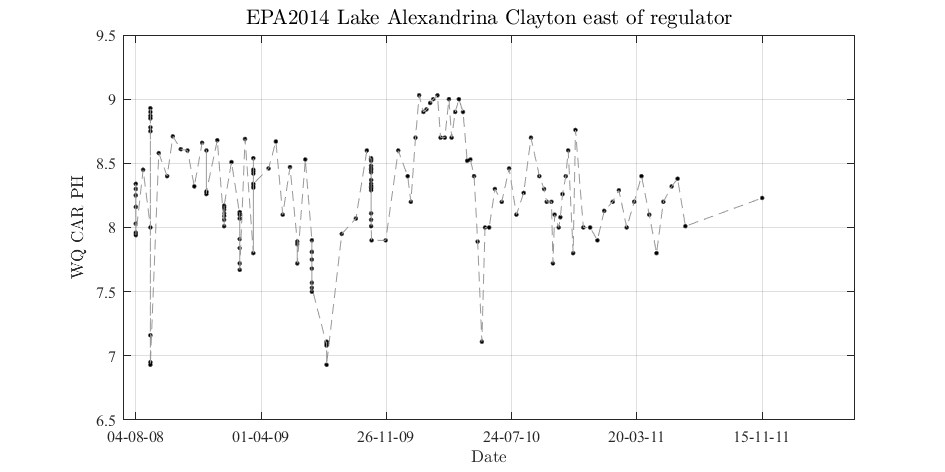 EPA2014 Lake Alexandrina Clayton east of regulator
9.5
9
8.5
8
7.5
7
6.5
WQ CAR PH
04-08-08 01-04-09 26-11-09 24-07-10 20-03-11 15-11-11
Date